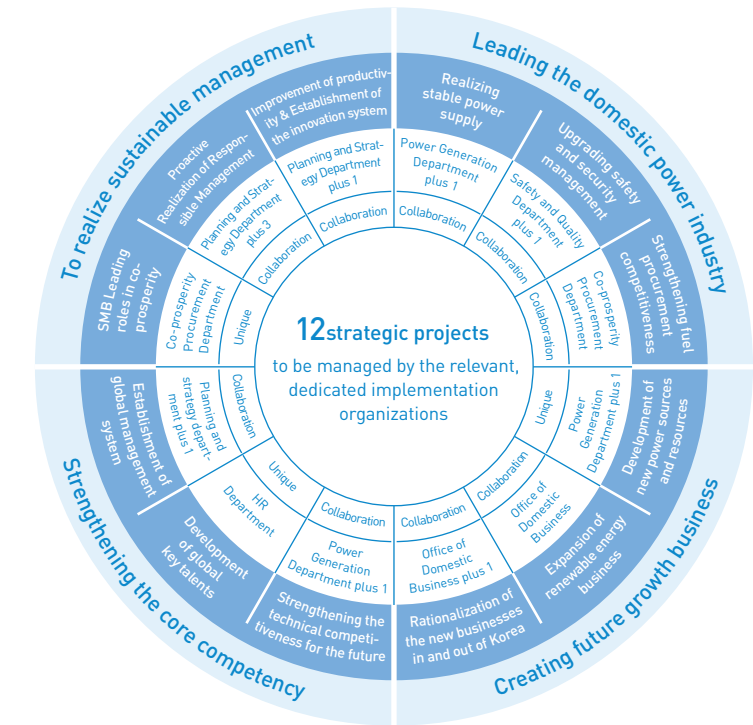 To realize sustainable management
Leading the domestic power industry
Creating future growth business
Strengthening the core competency
Improvement of productiv-
ity & Establishment of
the innovation system
Planning and Strat-
egy Department
plus 1
Collaboration
Realizing
stable power
supply
Power Generation
Department
plus 1
Collaboration
Upgrading safety
and security
management
Safety and Quality
Department
plus 1
Collaboration
Strengthening fuel
procurement
competitiveness
Co-prosperity
Procurement
Department
Collaboration
Development of
new power sources
and resources
Power
Generation
Department plus 1
Unique
Expansion of
renewable energy
business
Office of
Domestic
Business
Collaboration
Rationalization of
the new businesses
in and out of Korea
Office of
Domestic
Business plus 1
Collaboration
Strengthening the
technical competi-
tiveness for the future
Power
Generation
Department plus 1
Collaboration
Development
of global
key talents
HR
Department
Unique
Establishment of
global management
system
Planning and
strategy depart-
ment plus 1
Collaboration
SMB Leading
roles in co-
prosperity
Co-prosperity
Procurement
Department
Unique
Proactive
Realization of Respon-
sible Management
Planning and Strat-
egy Department
plus 3
Collaboration
12 strategic projects
to be managed by the relevant,
dedicated implementation
organizations